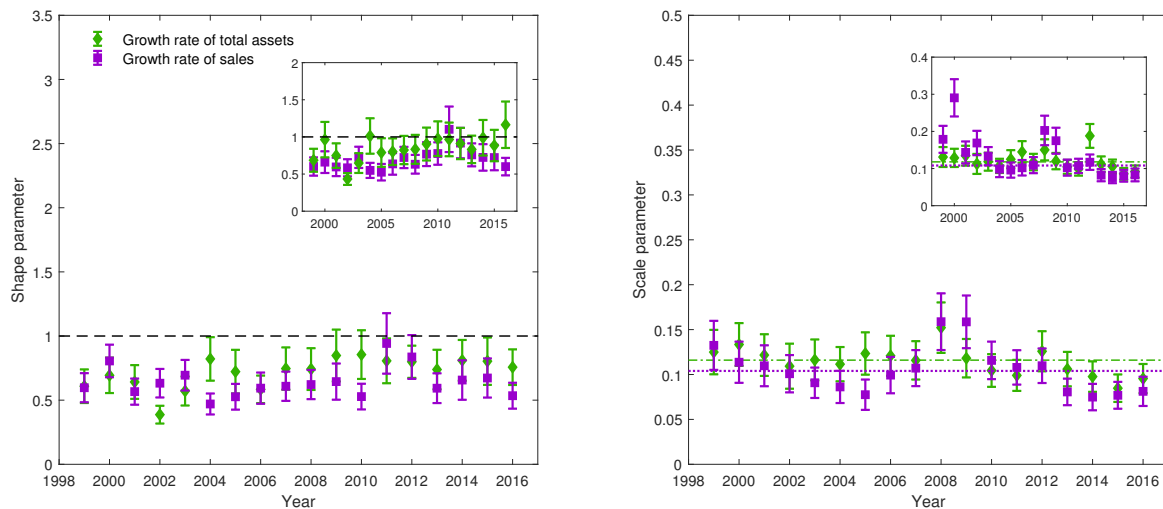 3.5
3
2.5
2
1.5
1
0.5
0
1998 2000 2002 2004 2006 2008 2010 2012 2014 2016
Year
Shape parameter
Growth rate of total assets
Growth rate of sales
2
1.5
1
0.5
0
2000 2005 2010 2015
0.5
0.45
0.4
0.35
0.3
0.25
0.2
0.15
0.1
0.05
0
1998 2000 2002 2004 2006 2008 2010 2012 2014 2016
Year
Scale parameter
0.4
0.3
0.2
0.1
0
2000 2005 2010 2015